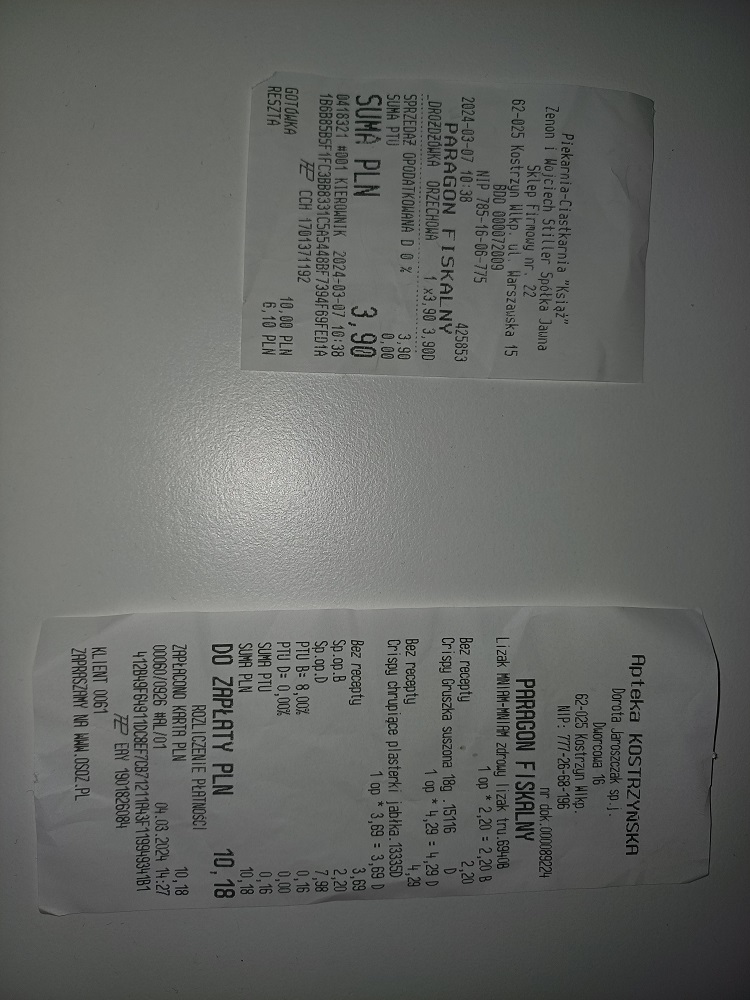 Piekarnia-Ciastkarnia "Książ"
Zenon i Wojciech Stiller Spółka Jawna
Sklep Firmowy nr. 22
62-025 Kostrzyn Wlkp. ul. Warszawska 15
BDO 000072009
NIP 785-16-06-775
2024-03-07 10:38 425853
PARAGON FISKALNY
_DROŻDŻÓWKA ORZECHOWA 1 x3,90 3,90D
SPRZEDAŻ OPODATKOWANA D 0 % 3,90
SUMA PTU 0,00
SUMA PLN 3,90
0418321 #001 KIEROWNIK 2024-03-07 10:38
1B6B85B5F1FC3BB8331C5A5448BF7394F69FED1A
CCH 1701371192
GOTÓWKA 10,00 PLN
RESZTA 6,10 PLN
Apteka KOSTRZYŃSKA
Dorota Jaroszczak sp.j.
Dworcowa 16
62-025 Kostrzyn Wlkp.
NIP: 777-26-68-196
nr dok.000089224
PARAGON FISKALNY
Lizak MNIAM-MNIAM zdrowy lizak tru.6940B
1 op * 2,20 = 2,20 B
Bez recepty 2,20
Crispy Gruszka suszona 18g .15116 D
1 op * 4,29 = 4,29 D
Bez recepty 4,29
Crispy chrupiące plasterki jabłka.13335D
1 op * 3,69 = 3,69 D
Bez recepty 3,69
Sp.op.B 2,20
Sp.op.D 7,98
PTU B= 8,00% 0,16
PTU D= 0,00% 0,00
SUMA PTU 0,16
SUMA PLN 10,18
DO ZAPŁATY PLN 10,18
ROZLICZENIE PŁATNOŚCI
ZAPŁACONO KARTA PLN 10,18
00060/0926 #AL/01 04.03.2024 14:27
EAY 1901826084
KLIENT 0061
ZAPRASZAMY NA WWW.OSOZ.PL